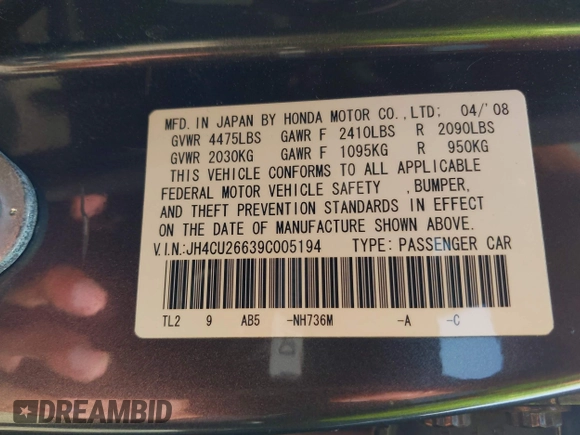 MFD. IN JAPAN BY HONDA MOTOR CO.,LTD: 04/'08
GVWR 4475LBS GAWR F 2410LBS R 2090LBS
GVWR 2030KG GAWR F 1095KG R 950KG
THIS VEHICLE CONFORMS TO ALL APPLICABLE
FEDERAL MOTOR VEHICLE SAFETY ,BUMPER,
AND THEFT PREVENTION STANDARDS IN EFFECT
ON THE DATE OF MANUFACTURE SHOWN ABOVE.
V.I.N.:JH4CU26639C005194 TYPE: PASSENGER CAR
TL2 9 AB5 -NH736M -A -C
DREAMBID